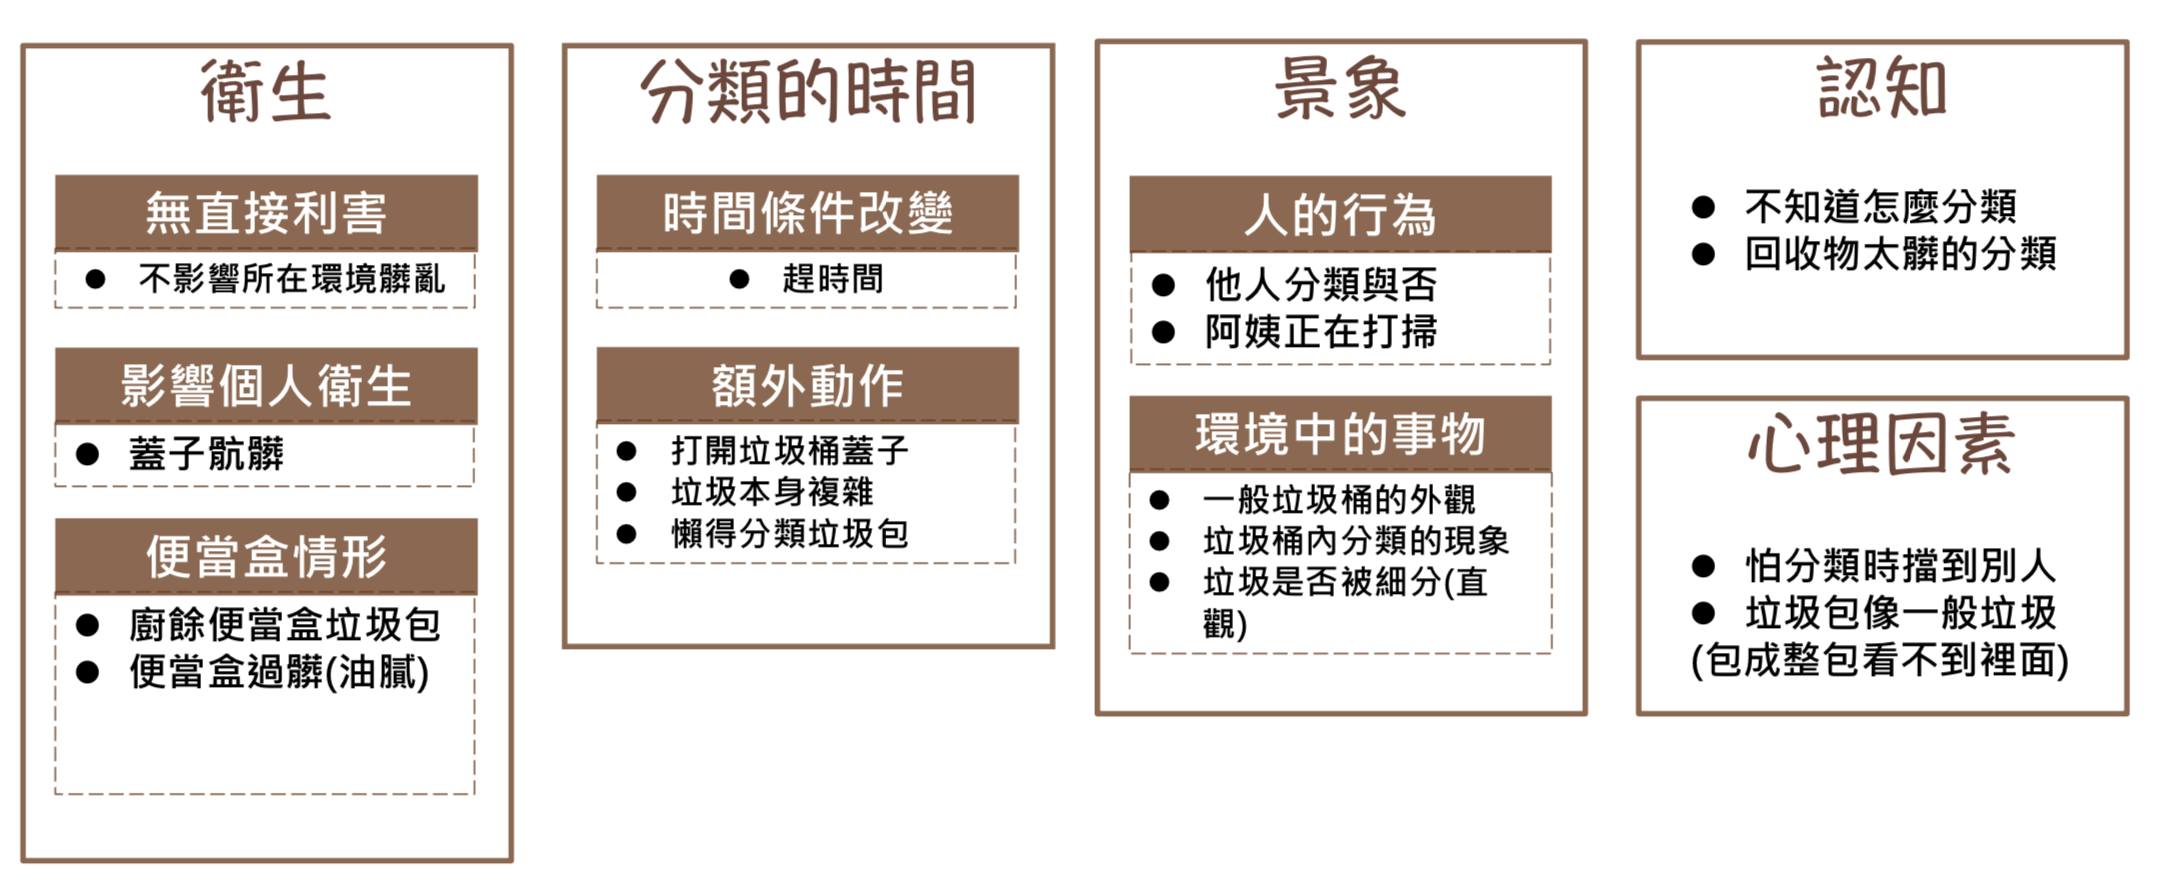 衛生
無直接利害
● 不影響所在環境髒亂
影響個人衛生
● 蓋子骯髒
便當盒情形
● 廚餘便當盒垃圾包
● 便當盒過髒(油膩)
分類的時間
時間條件改變
● 趕時間
額外動作
● 打開垃圾桶蓋子
● 垃圾本身複雜
● 懶得分類垃圾包
景象
人的行為
● 他人分類與否
● 阿姨正在打掃
環境中的事物
● 一般垃圾桶的外觀
● 垃圾桶內分類的現象
● 垃圾是否被細分(直
觀)
認知
● 不知道怎麼分類
● 回收物太髒的分類
心理因素
● 怕分類時擋到別人
● 垃圾包像一般垃圾
(包成整包看不到裡面)